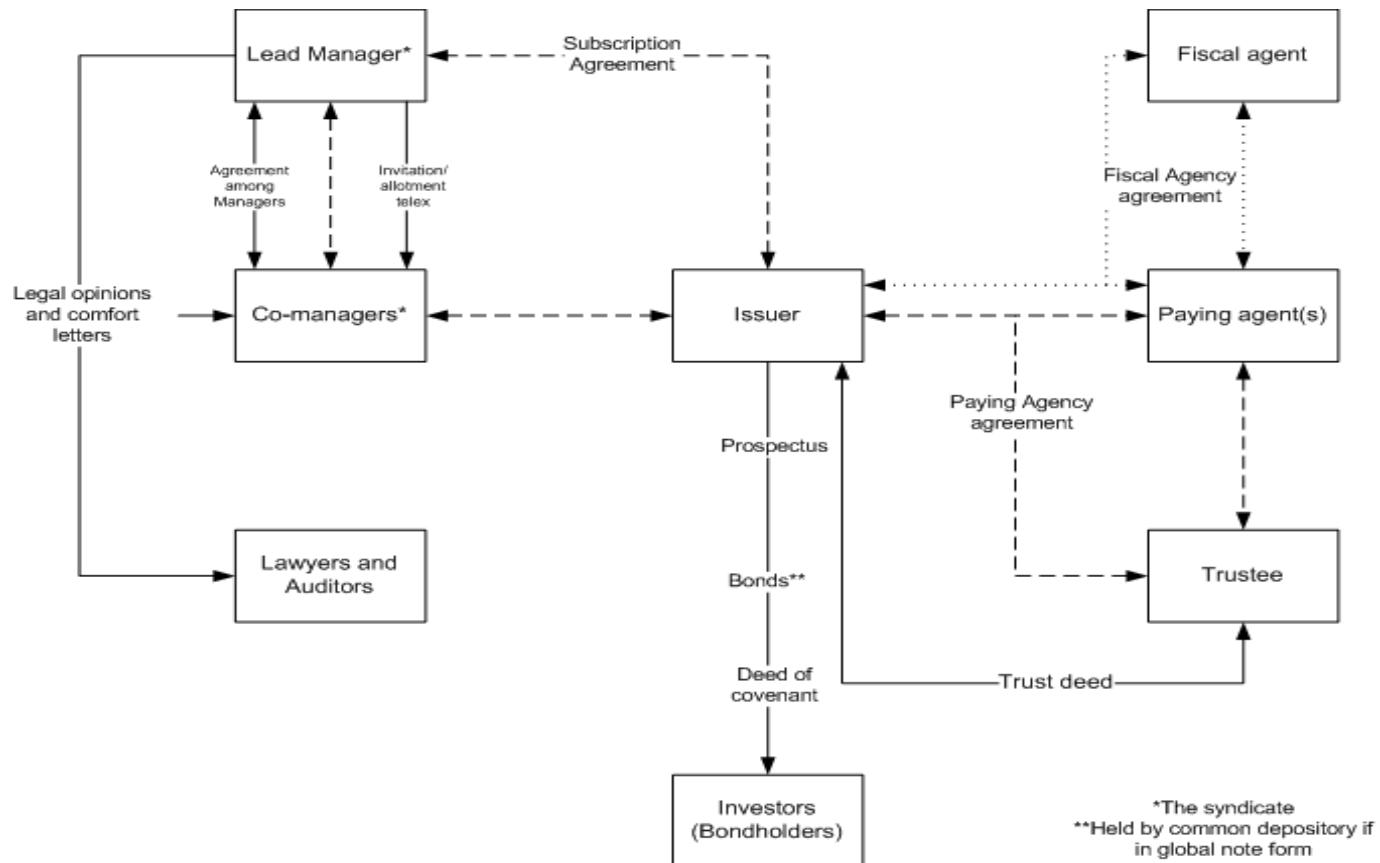 Lead Manager*
Subscription
Agreement
Fiscal agent
Agreement
among
Managers
Invitation/
allotment
telex
Fiscal Agency
agreement
Legal opinions
and comfort
letters
Co-managers*
Issuer
Paying agent(s)
Paying Agency
agreement
Prospectus
Lawyers and
Auditors
Bonds**
Trustee
Deed of
covenant
Trust deed
Investors
(Bondholders)
*The syndicate
**Held by common depository if
in global note form